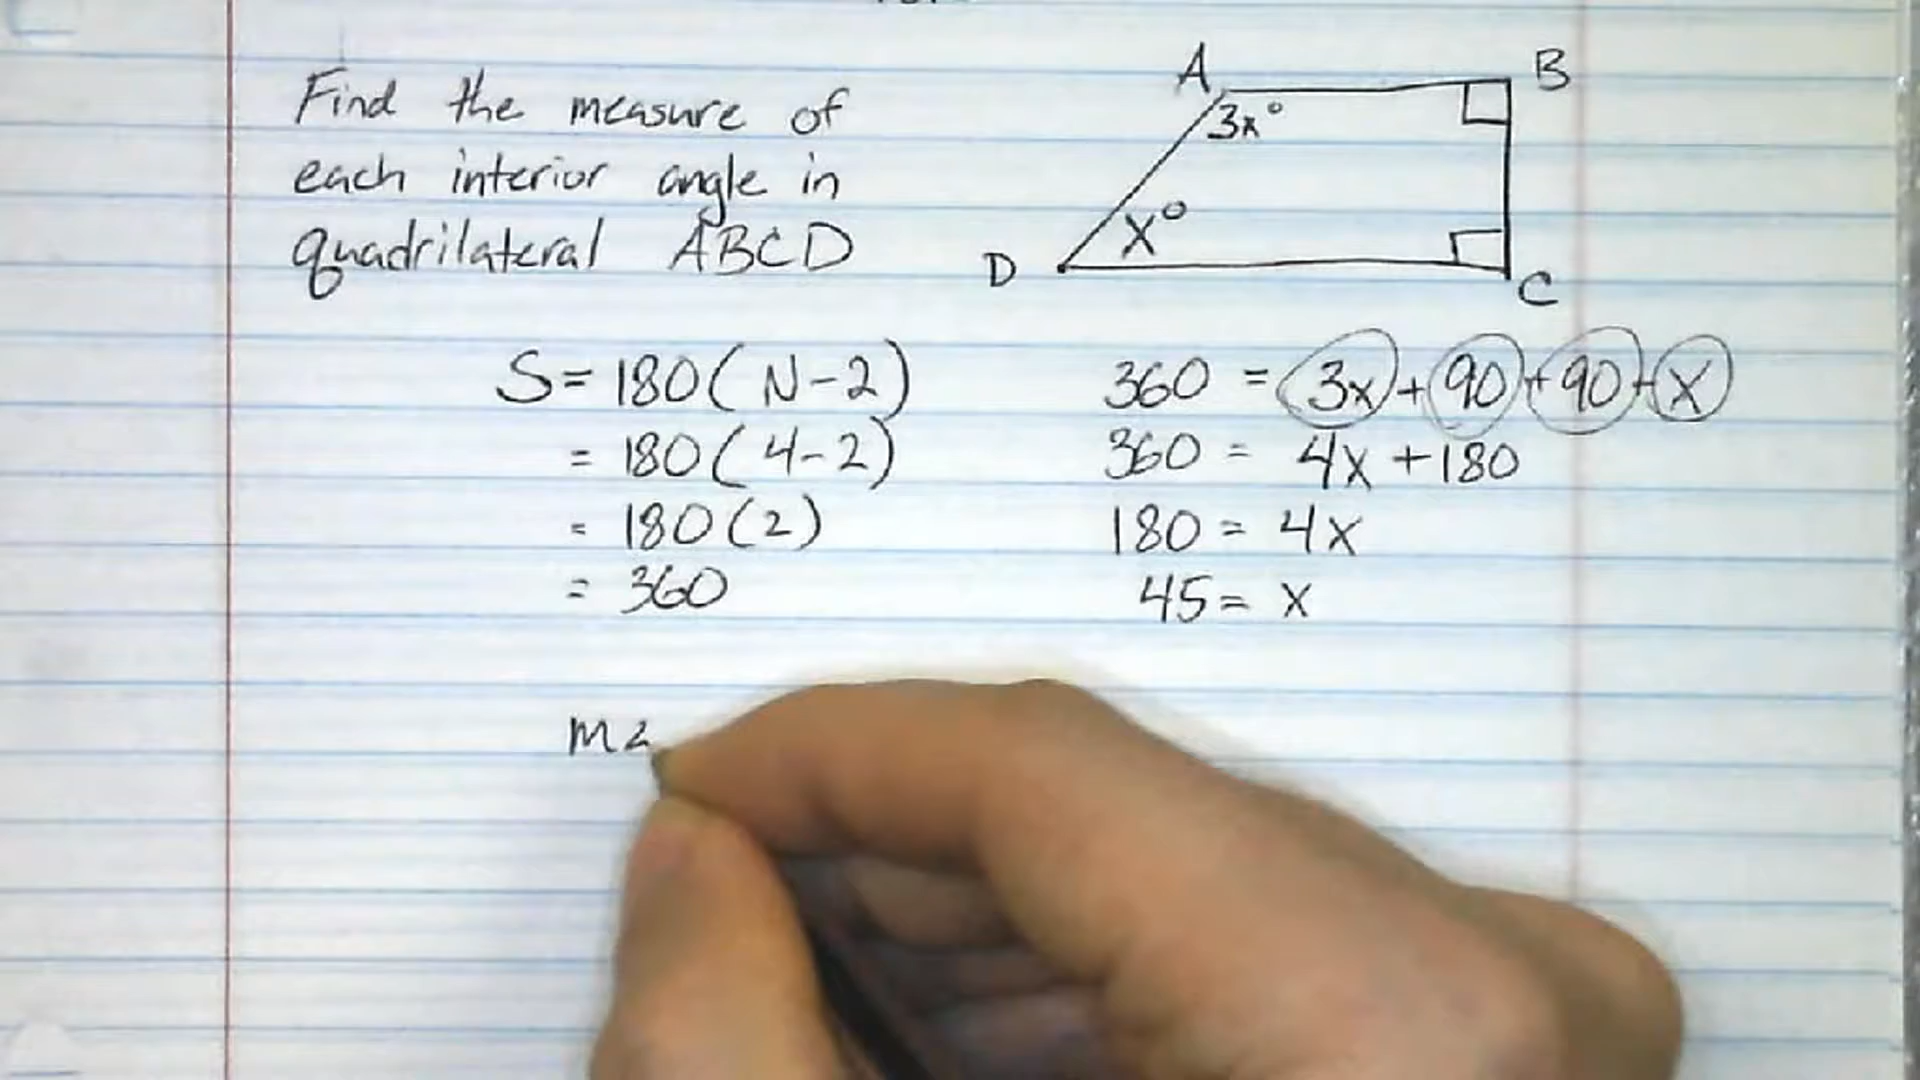 Find the measure of
each interior angle in
quadrilateral ABCD
A
B
3x°
x°
D
C
S = 180(N-2)
= 180(4-2)
= 180(2)
= 360
360 = 3x + 90 + 90 + x
360 = 4x + 180
180 = 4x
45 = x
m∠